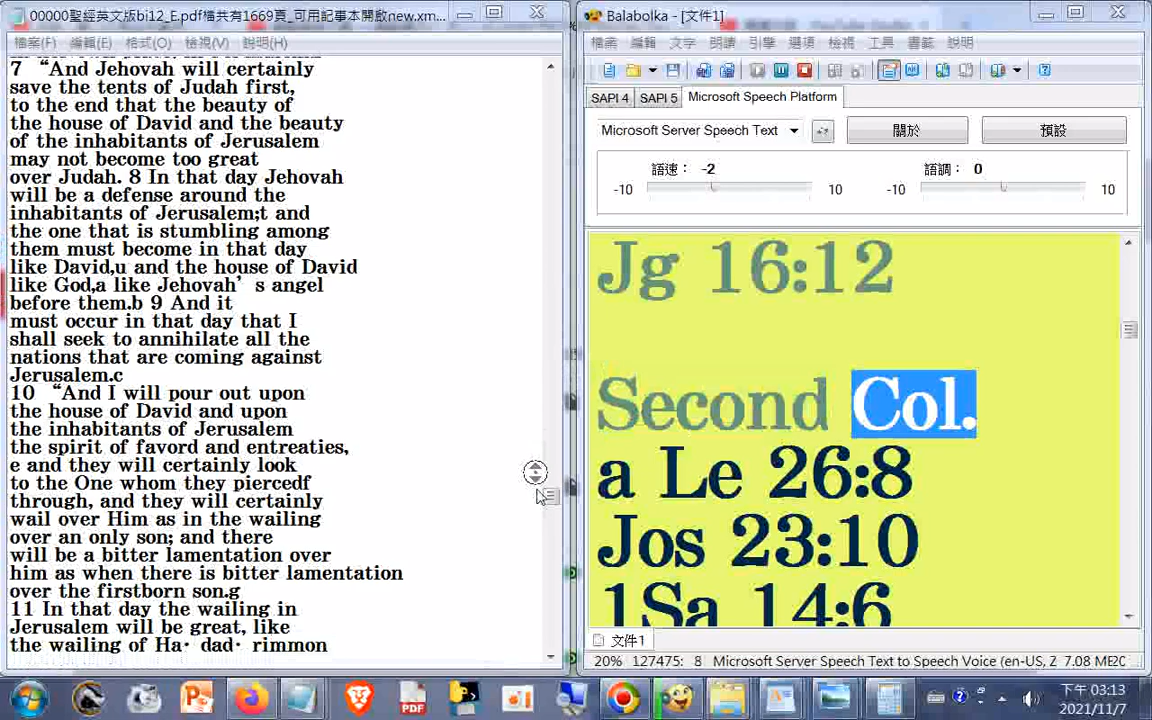 00000聖經英文版bi12_E.pdf檔共有1669頁_可用記事本開啟new.xm...
檔案(F) 編輯(E) 格式(O) 檢視(V) 說明(H)
7 “And Jehovah will certainly
save the tents of Judah first,
to the end that the beauty of
the house of David and the beauty
of the inhabitants of Jerusalem
may not become too great
over Judah. 8 In that day Jehovah
will be a defense around the
inhabitants of Jerusalem;t and
the one that is stumbling among
them must become in that day
like David,u and the house of David
like God,a like Jehovah’s angel
before them.b 9 And it
must occur in that day that I
shall seek to annihilate all the
nations that are coming against
Jerusalem.c
10 “And I will pour out upon
the house of David and upon
the inhabitants of Jerusalem
the spirit of favord and entreaties,
e and they will certainly look
to the One whom they piercedf
through, and they will certainly
wail over Him as in the wailing
over an only son; and there
will be a bitter lamentation over
him as when there is bitter lamentation
over the firstborn son.g
11 In that day the wailing in
Jerusalem will be great, like
the wailing of Ha·dad·rimmon
Balabolka - [文件1]
檔案 編輯 文字 朗讀 引擎 選項 檢視 工具 書籤 說明
SAPI 4 SAPI 5 Microsoft Speech Platform
Microsoft Server Speech Text 關於 預設
語速： -2 語調： 0
-10 10 -10 10
Jg 16:12
Second Col.
a Le 26:8
Jos 23:10
1Sa 14:6
文件1
20% 127475: 8 Microsoft Server Speech Text to Speech Voice (en-US, Z 7.08 ME2C
PDF
下午 03:13
2021/11/7